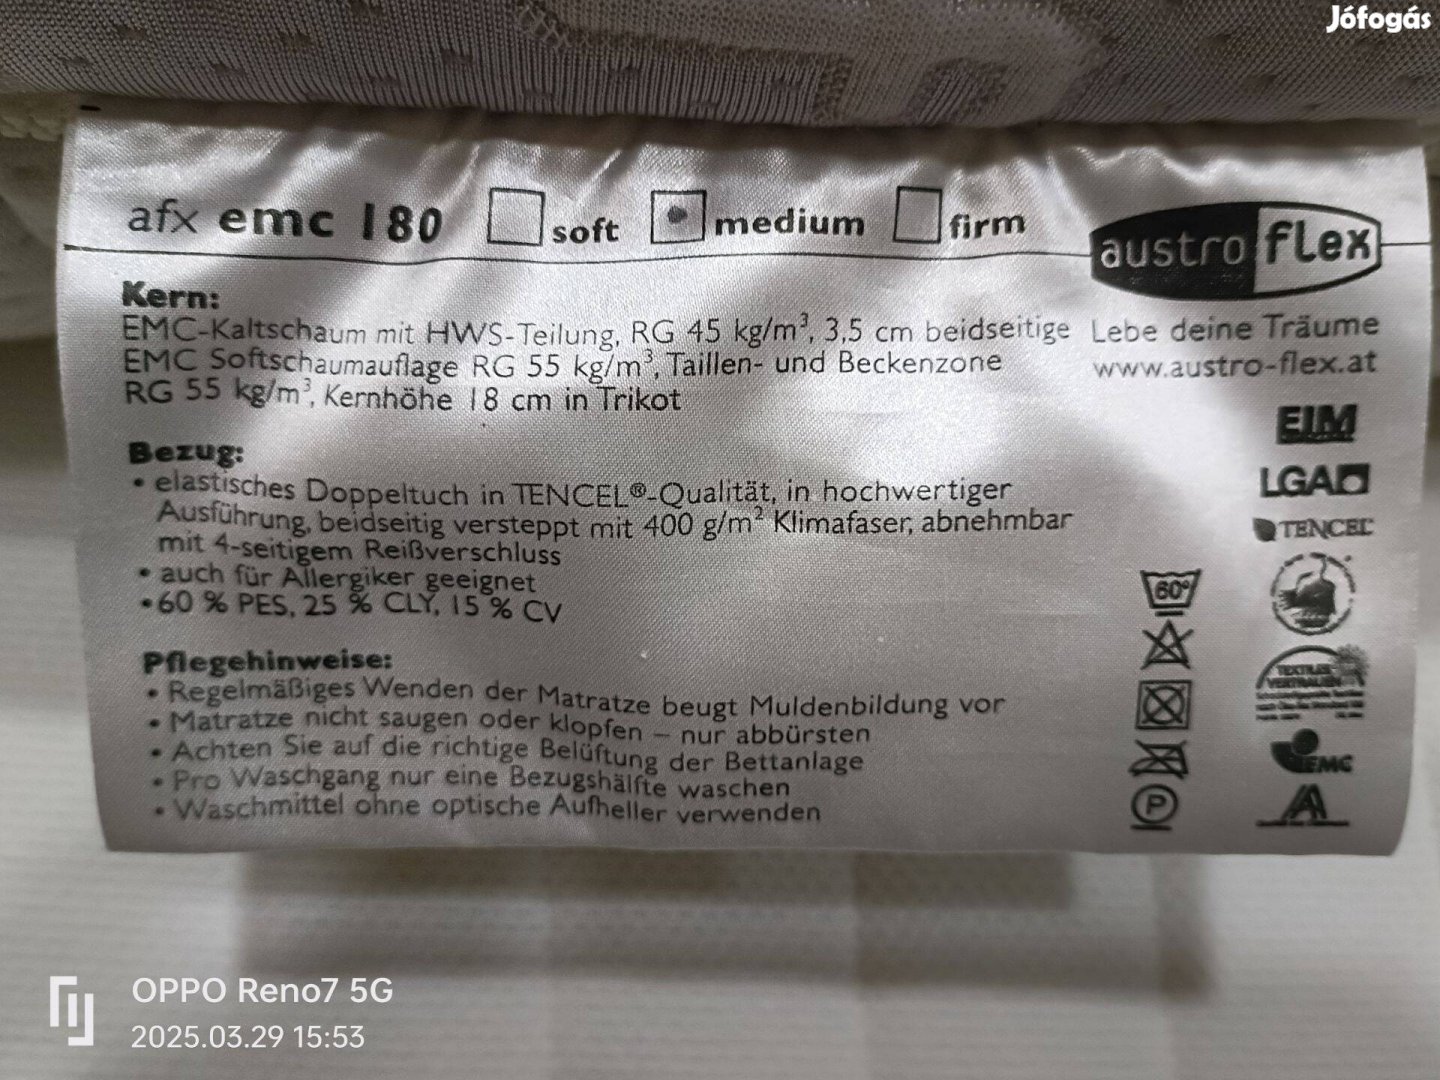 Jófogás
afx emc 180 soft medium firm
austro flex
Kern:
EMC-Kaltschaum mit HWS-Teilung, RG 45 kg/m³, 3,5 cm beidseitige
EMC Softschaumauflage RG 55 kg/m³, Taillen- und Beckenzone
RG 55 kg/m³, Kernhöhe 18 cm in Trikot
Lebe deine Träume
www.austro-flex.at
Bezug:
• elastisches Doppeltuch in TENCEL®-Qualität, in hochwertiger
Ausführung, beidseitig versteppt mit 400 g/m² Klimafaser, abnehmbar
mit 4-seitigem Reißverschluss
• auch für Allergiker geeignet
• 60 % PES, 25 % CLY, 15 % CV
Pflegehinweise:
• Regelmäßiges Wenden der Matratze beugt Muldenbildung vor
• Matratze nicht saugen oder klopfen – nur abbürsten
• Achten Sie auf die richtige Belüftung der Bettanlage
• Pro Waschgang nur eine Bezugshälfte waschen
• Waschmittel ohne optische Aufheller verwenden
60°
P
EIM
LGA
TENCEL
TEXTILES
VERTRAUEN
EMC
OPPO Reno7 5G
2025.03.29 15:53